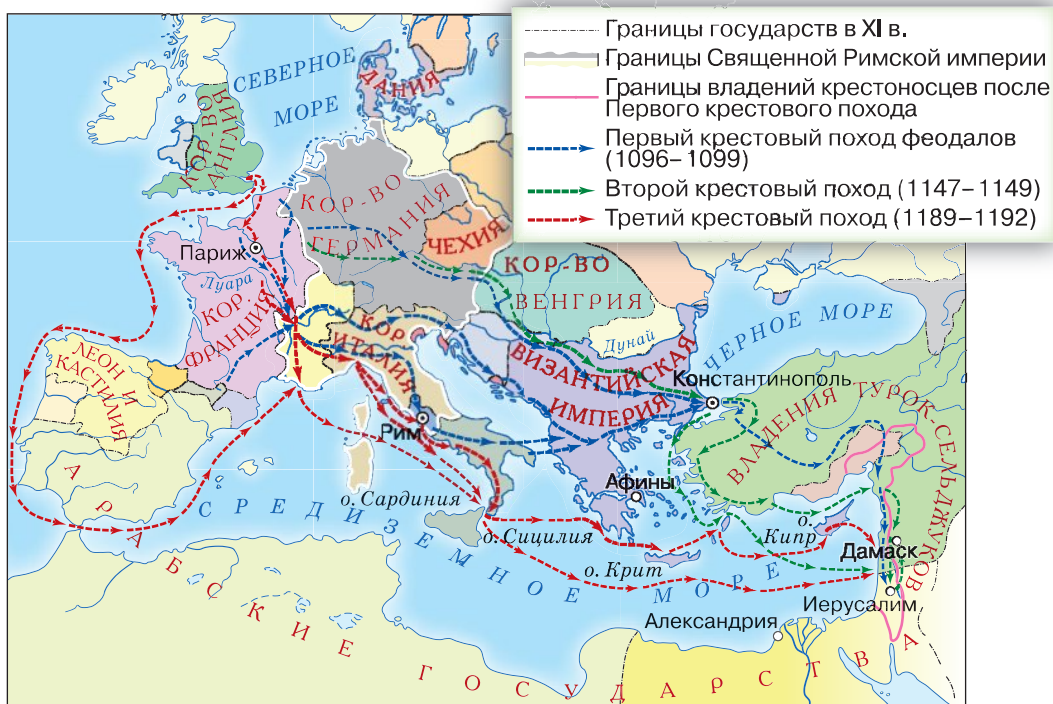 Границы государств в XI в.
Границы Священной Римской империи
Границы владений крестоносцев после
Первого крестового похода
Первый крестовый поход феодалов
(1096–1099)
Второй крестовый поход (1147–1149)
Третий крестовый поход (1189–1192)
СЕВЕРНОЕ
МОРЕ
ДАНИЯ
КОР-ВО
АНГЛИЯ
КОР-ВО
ГЕРМАНИЯ
ЧЕХИЯ
Париж
Луара
КОР.
ФРАНЦИЯ
КОР-ВО
ВЕНГРИЯ
Дунай
ЧЕРНОЕ МОРЕ
КОР.
ИТАЛИЯ
ЛЕОН И
КАСТИЛИЯ
ВИЗАНТИЙСКАЯ
ИМПЕРИЯ
Константинополь
ВЛАДЕНИЯ ТУРОК-СЕЛЬДЖУКОВ
Рим
Афины
о. Сардиния
СРЕДИЗЕМНОЕ МОРЕ
о. Сицилия
о. Крит
о.
Кипр
Дамаск
Иерусалим
Александрия
АРАБСКИЕ ГОСУДАРСТВА